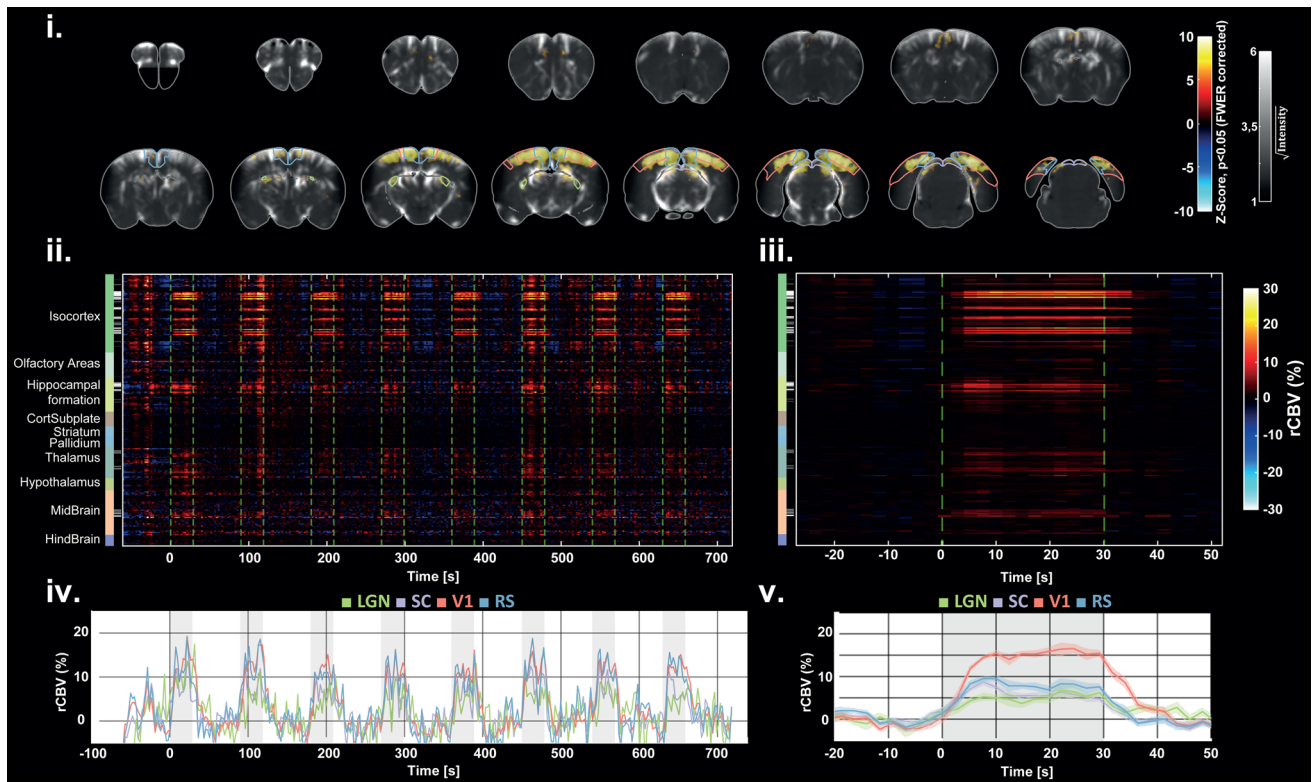 i.
10
5
0
-5
-10
Z-Score, p<0.05 (FWER corrected)
6
3,5
1
√Intensity
ii.
Isocortex
Olfactory Areas
Hippocampal
formation
CortSubplate
Striatum
Pallidium
Thalamus
Hypothalamus
MidBrain
HindBrain
0 100 200 300 400 500 600 700
Time [s]
iii.
-20 -10 0 10 20 30 40 50
Time [s]
30
20
10
0
-10
-20
-30
rCBV (%)
iv.
LGN SC V1 RS
20
10
0
rCBV (%)
-100 0 100 200 300 400 500 600 700
Time [s]
v.
LGN SC V1 RS
20
10
0
rCBV (%)
-20 -10 0 10 20 30 40 50
Time [s]